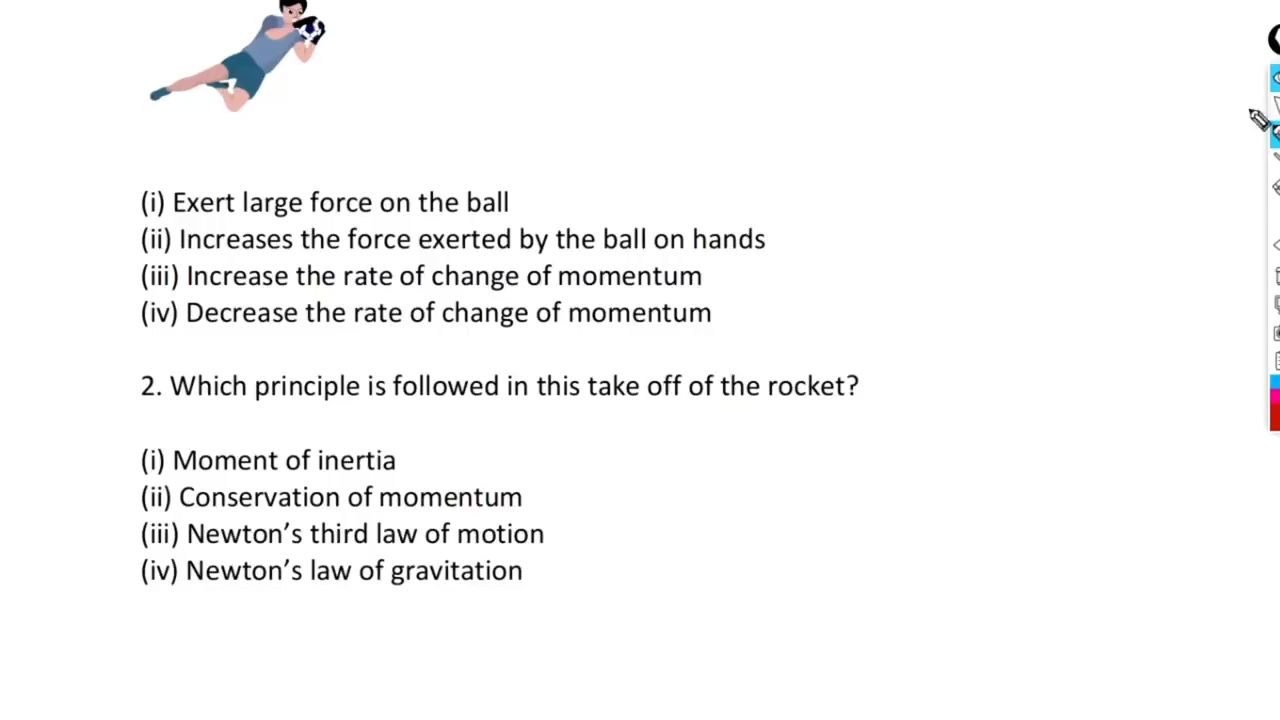 (i) Exert large force on the ball
(ii) Increases the force exerted by the ball on hands
(iii) Increase the rate of change of momentum
(iv) Decrease the rate of change of momentum
2. Which principle is followed in this take off of the rocket?
(i) Moment of inertia
(ii) Conservation of momentum
(iii) Newton’s third law of motion
(iv) Newton’s law of gravitation